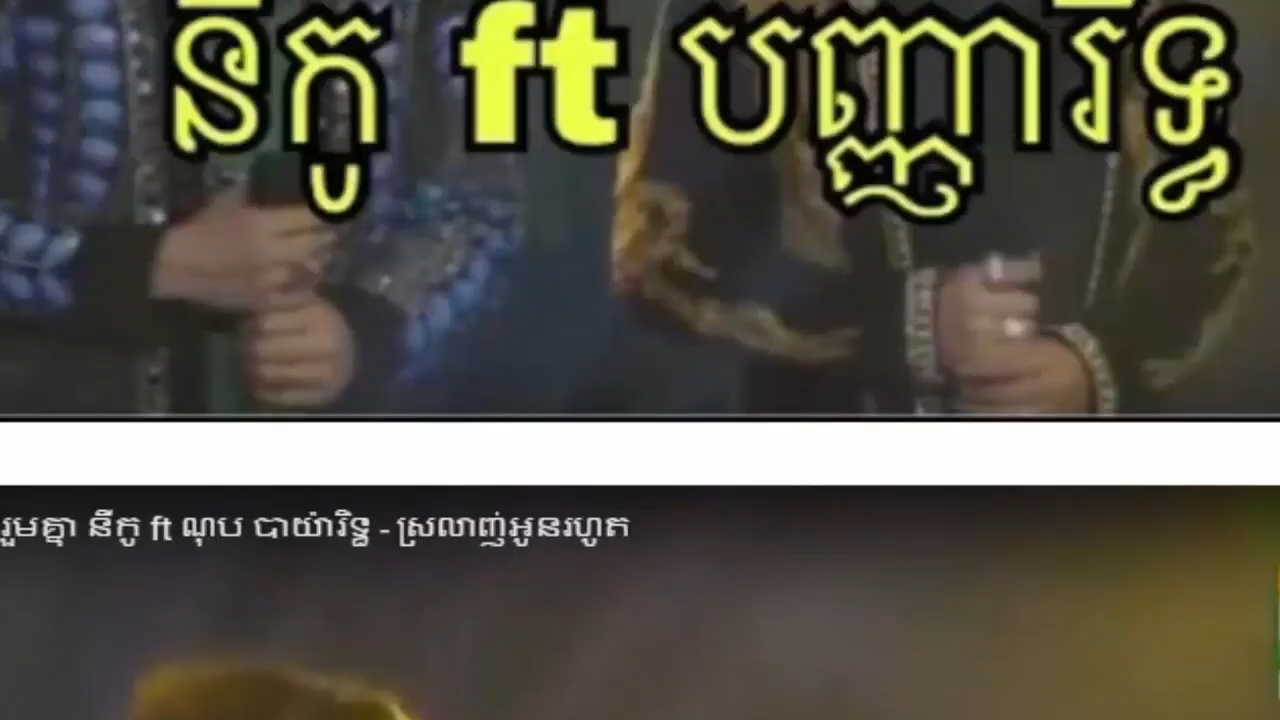 នីកូ ft បញ្ញារិទ្ធ
រួមគ្នា នីកូ ft ណុប បាយ៉ារិទ្ធ - ស្រលាញ់អូនរហូត